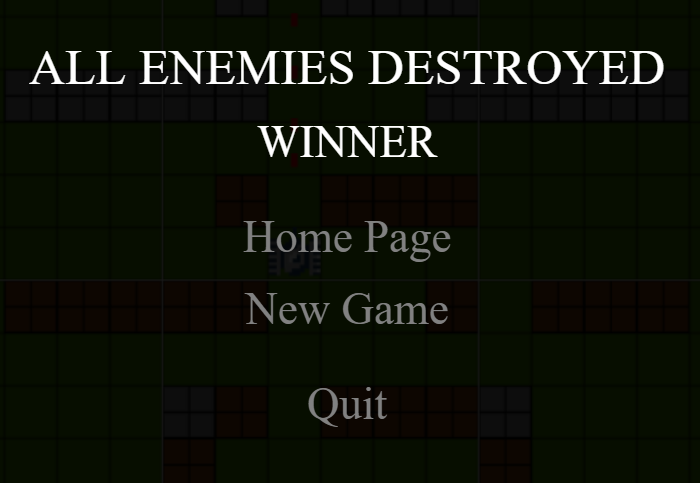 ALL ENEMIES DESTROYED
WINNER
Home Page
New Game
Quit